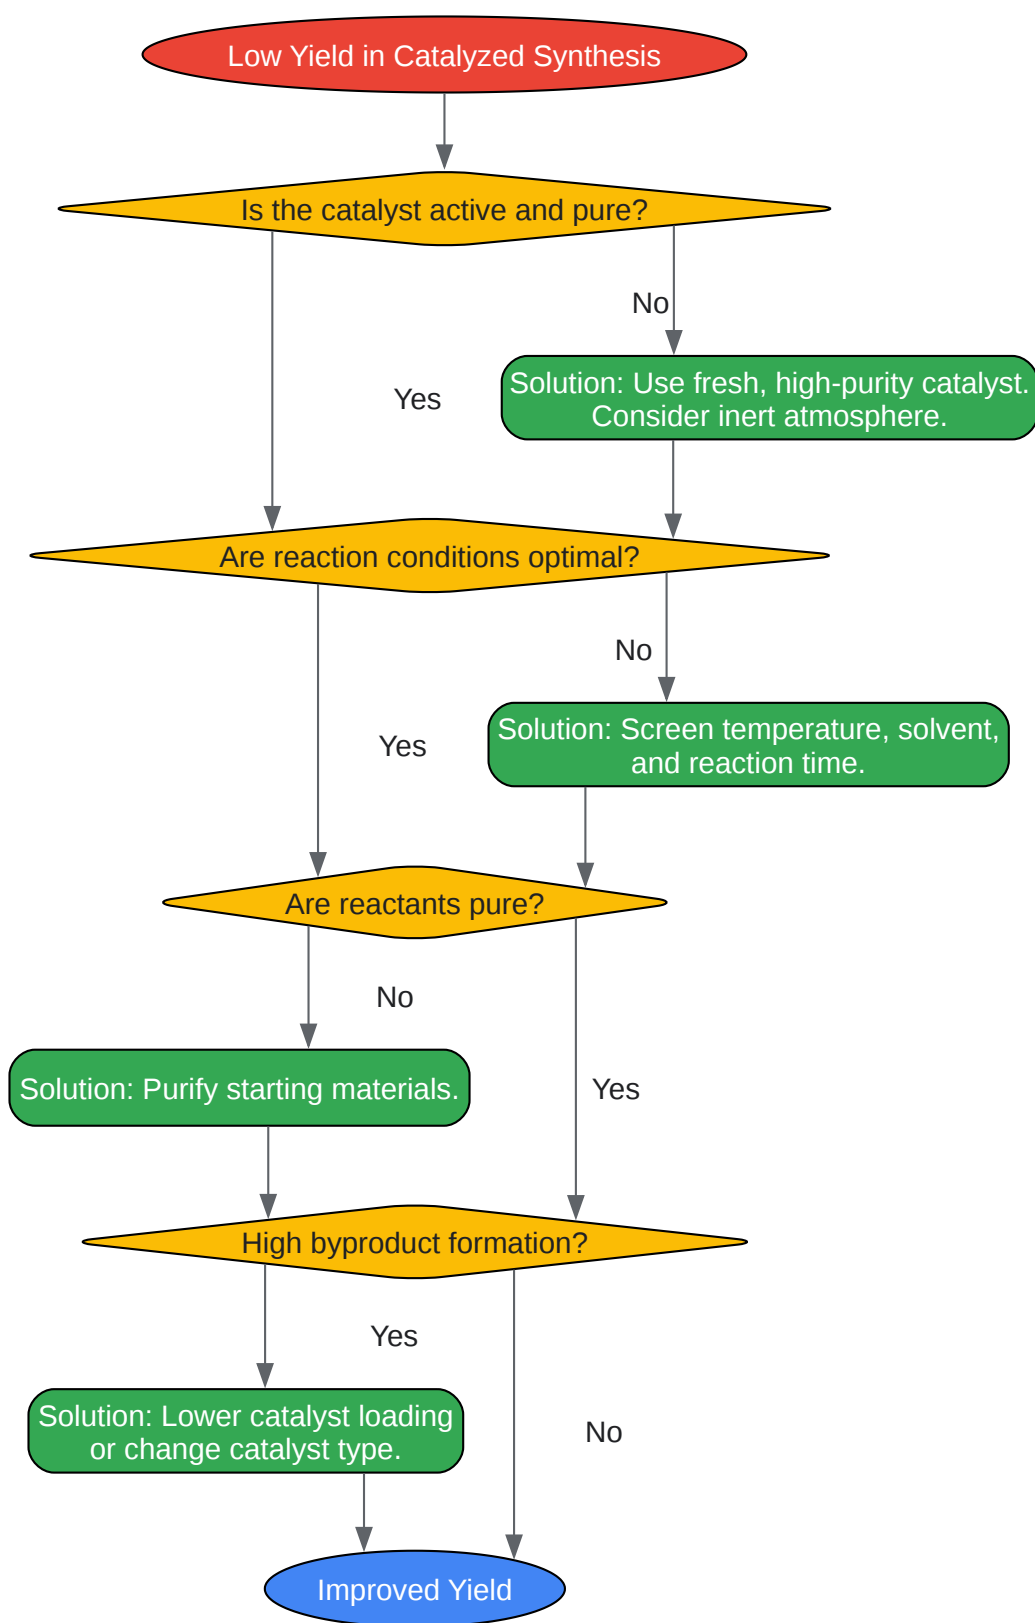 Low Yield in Catalyzed Synthesis
Is the catalyst active and pure?
No
Yes
Solution: Use fresh, high-purity catalyst.
Consider inert atmosphere.
Are reaction conditions optimal?
No
Yes
Solution: Screen temperature, solvent,
and reaction time.
Are reactants pure?
No
Yes
Solution: Purify starting materials.
High byproduct formation?
Yes
No
Solution: Lower catalyst loading
or change catalyst type.
Improved Yield